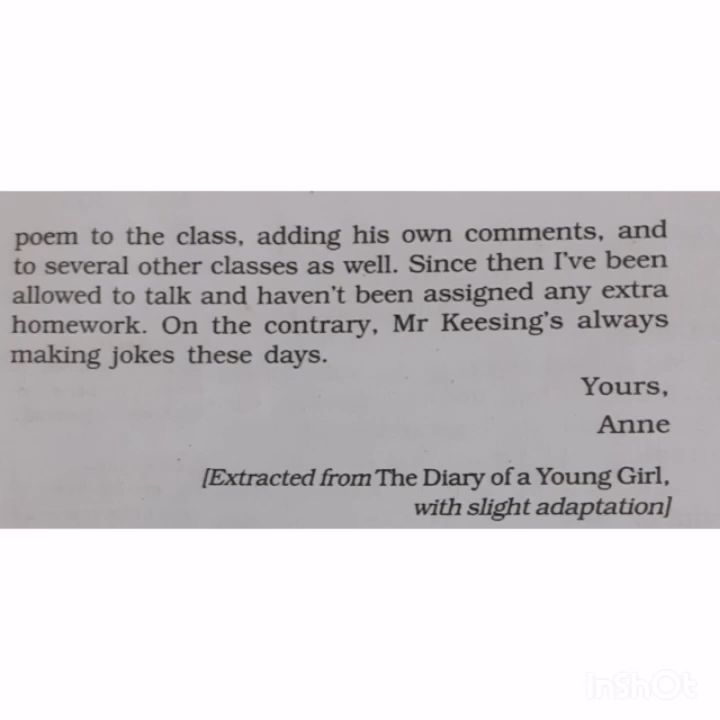 poem to the class, adding his own comments, and
to several other classes as well. Since then I've been
allowed to talk and haven't been assigned any extra
homework. On the contrary, Mr Keesing's always
making jokes these days.
Yours,
Anne
[Extracted from The Diary of a Young Girl,
with slight adaptation]
InShOt